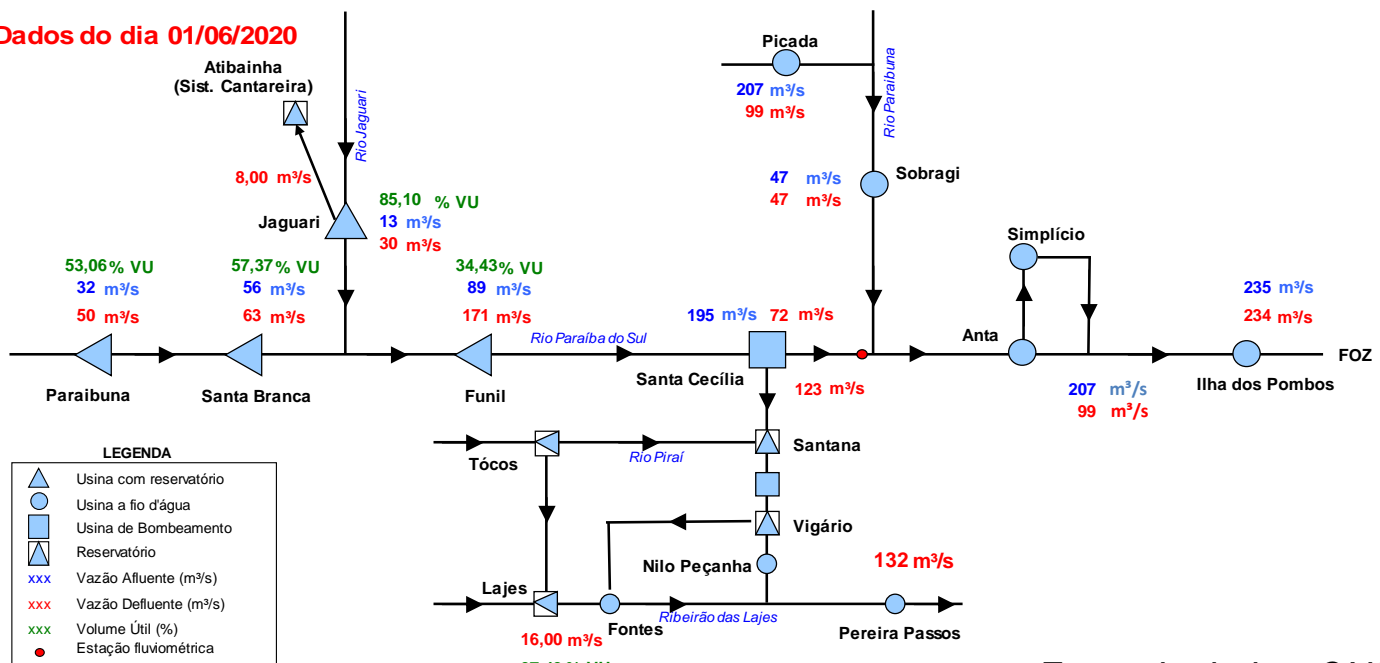 Dados do dia 01/06/2020
Picada
Atibainha
(Sist. Cantareira)
207 m³/s
99 m³/s
Rio Paraibuna
Rio Jaguari
8,00 m³/s
47 m³/s
47 m³/s
Sobragi
85,10 % VU
13 m³/s
30 m³/s
Jaguari
Simplício
53,06% VU
32 m³/s
50 m³/s
57,37% VU
56 m³/s
63 m³/s
34,43% VU
89 m³/s
171 m³/s
195 m³/s 72 m³/s
235 m³/s
234 m³/s
Rio Paraíba do Sul
Anta
FOZ
Paraibuna
Santa Branca
Funil
Santa Cecília
123 m³/s
207 m³/s
99 m³/s
Ilha dos Pombos
LEGENDA
Usina com reservatório
Usina a fio d'água
Usina de Bombeamento
Reservatório
xxx Vazão Afluente (m³/s)
xxx Vazão Defluente (m³/s)
xxx Volume Útil (%)
Estação fluviométrica
Tócos
Rio Piraí
Santana
Vigário
Nilo Peçanha
132 m³/s
Lajes
Fontes
Ribeirão das Lajes
Pereira Passos
16,00 m³/s